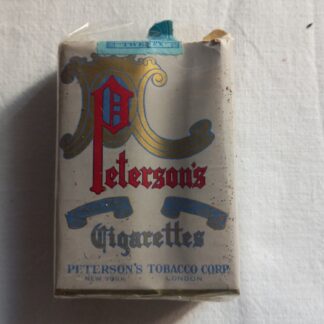 Peterson's
Cigarettes
PETERSON'S TOBACCO CORP.
NEW YORK LONDON